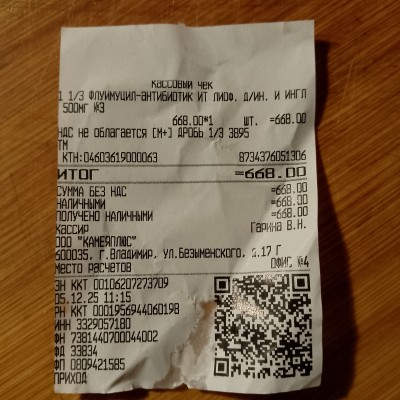 кассовый чек
1 1/3 ФЛУИМУЦИЛ-АНТИБИОТИК ИТ ЛИОФ. Д/ИН. И ИНГЛ
500МГ №3
668.00*1 ШТ. =668.00
НДС не облагается [М+] ДРОБЬ 1/3 3895
ТМ
КТН:04603619000063 8734376051306
ИТОГ =668.00
СУММА БЕЗ НДС =668.00
НАЛИЧНЫМИ =668.00
ПОЛУЧЕНО НАЛИЧНЫМИ =668.00
Кассир Гарина В.Н.
ООО "КАМЕЯПЛЮС"
600035, г.Владимир, ул.Безыменского, д.17 Г
Место расчетов ОФИС №4
ЗН ККТ 00106207273709
05.12.25 11:15
РН ККТ 0001956944060198
ИНН 3329057180
ФН 7381440700044002
ФД 33834
ФП 0809421585
ПРИХОД